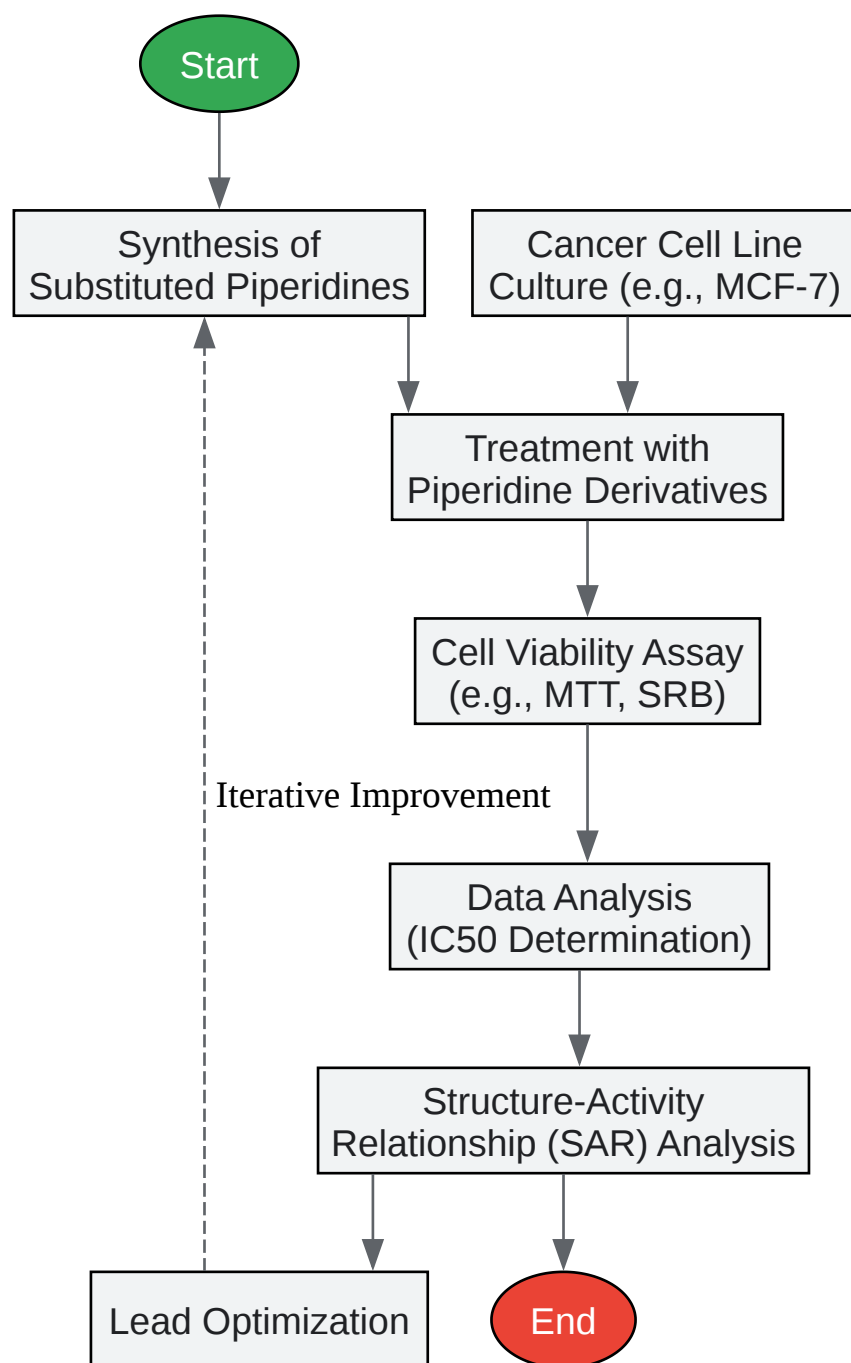 Start
Synthesis of
Substituted Piperidines
Cancer Cell Line
Culture (e.g., MCF-7)
Treatment with
Piperidine Derivatives
Cell Viability Assay
(e.g., MTT, SRB)
Iterative Improvement
Data Analysis
(IC50 Determination)
Structure-Activity
Relationship (SAR) Analysis
Lead Optimization
End